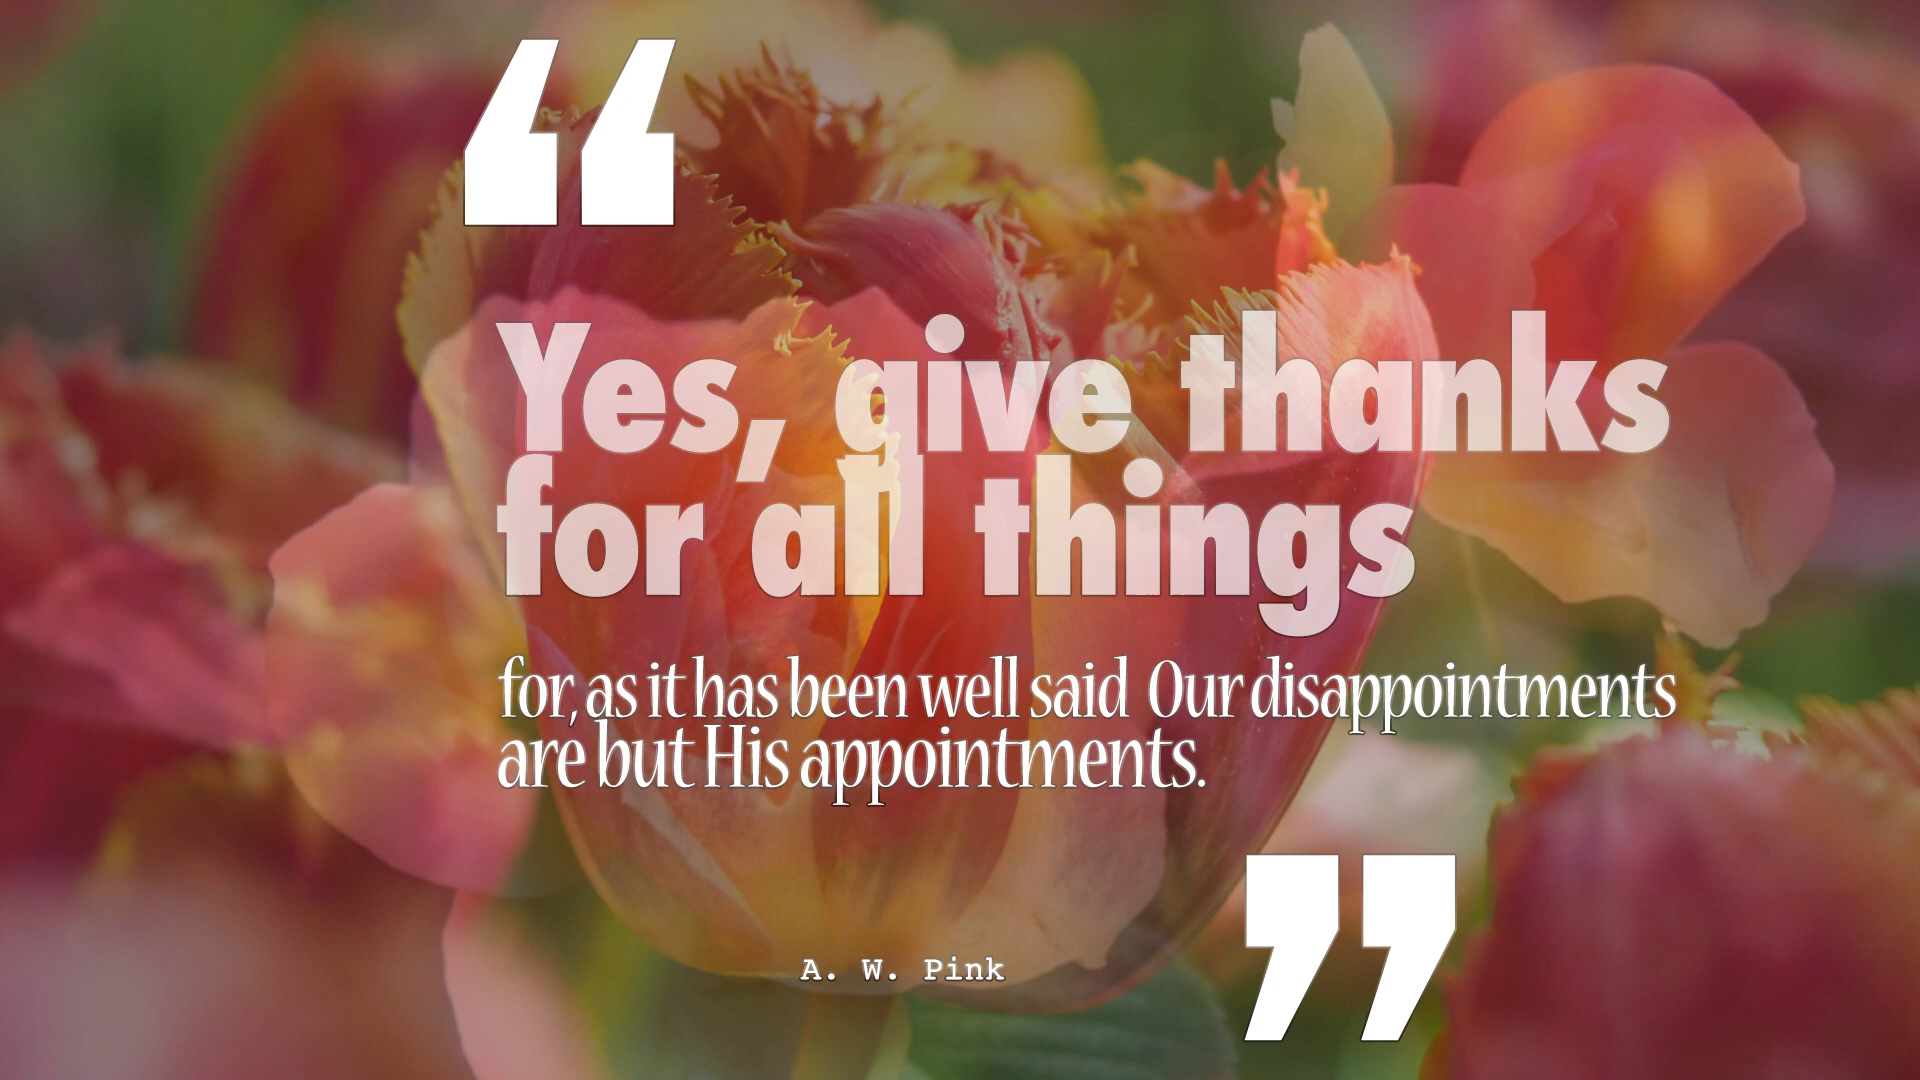 “
Yes, give thanks
for all things
for, as it has been well said Our disappointments
are but His appointments.
”
A. W. Pink